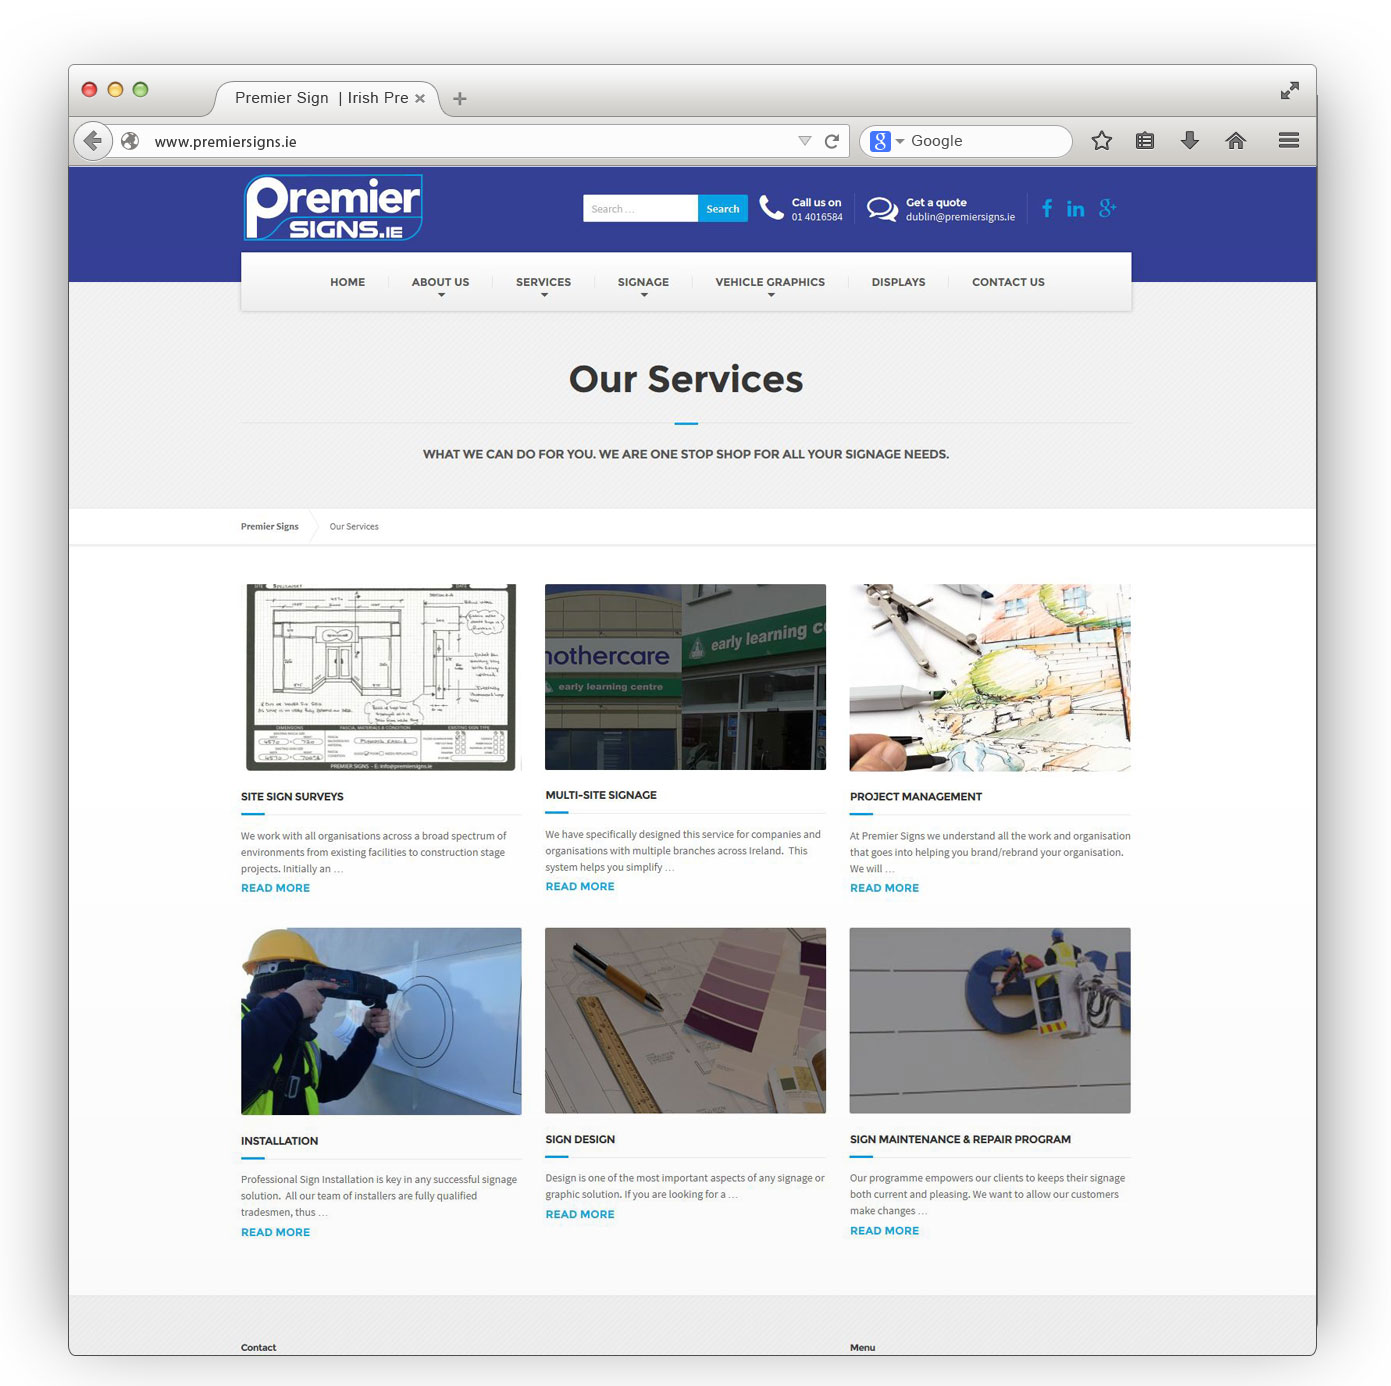 Premier Sign | Irish Pre
www.premiersigns.ie
Google
Premier
SIGNS.IE
Search ...
Search
Call us on
01 4016584
Get a quote
dublin@premiersigns.ie
HOME
ABOUT US
SERVICES
SIGNAGE
VEHICLE GRAPHICS
DISPLAYS
CONTACT US
Our Services
WHAT WE CAN DO FOR YOU. WE ARE ONE STOP SHOP FOR ALL YOUR SIGNAGE NEEDS.
Premier Signs
Our Services
PREMIER SIGNS - E: info@premiersigns.ie
mothercare
early learning centre
early learning c
SITE SIGN SURVEYS
We work with all organisations across a broad spectrum of
environments from existing facilities to construction stage
projects. Initially an …
READ MORE
MULTI-SITE SIGNAGE
We have specifically designed this service for companies and
organisations with multiple branches across Ireland. This
system helps you simplify …
READ MORE
PROJECT MANAGEMENT
At Premier Signs we understand all the work and organisation
that goes into helping you brand/rebrand your organisation.
We will …
READ MORE
INSTALLATION
Professional Sign Installation is key in any successful signage
solution. All our team of installers are fully qualified
tradesmen, thus …
READ MORE
SIGN DESIGN
Design is one of the most important aspects of any signage or
graphic solution. If you are looking for a …
READ MORE
SIGN MAINTENANCE & REPAIR PROGRAM
Our programme empowers our clients to keeps their signage
both current and pleasing. We want to allow our customers
make changes …
READ MORE
Contact
Menu